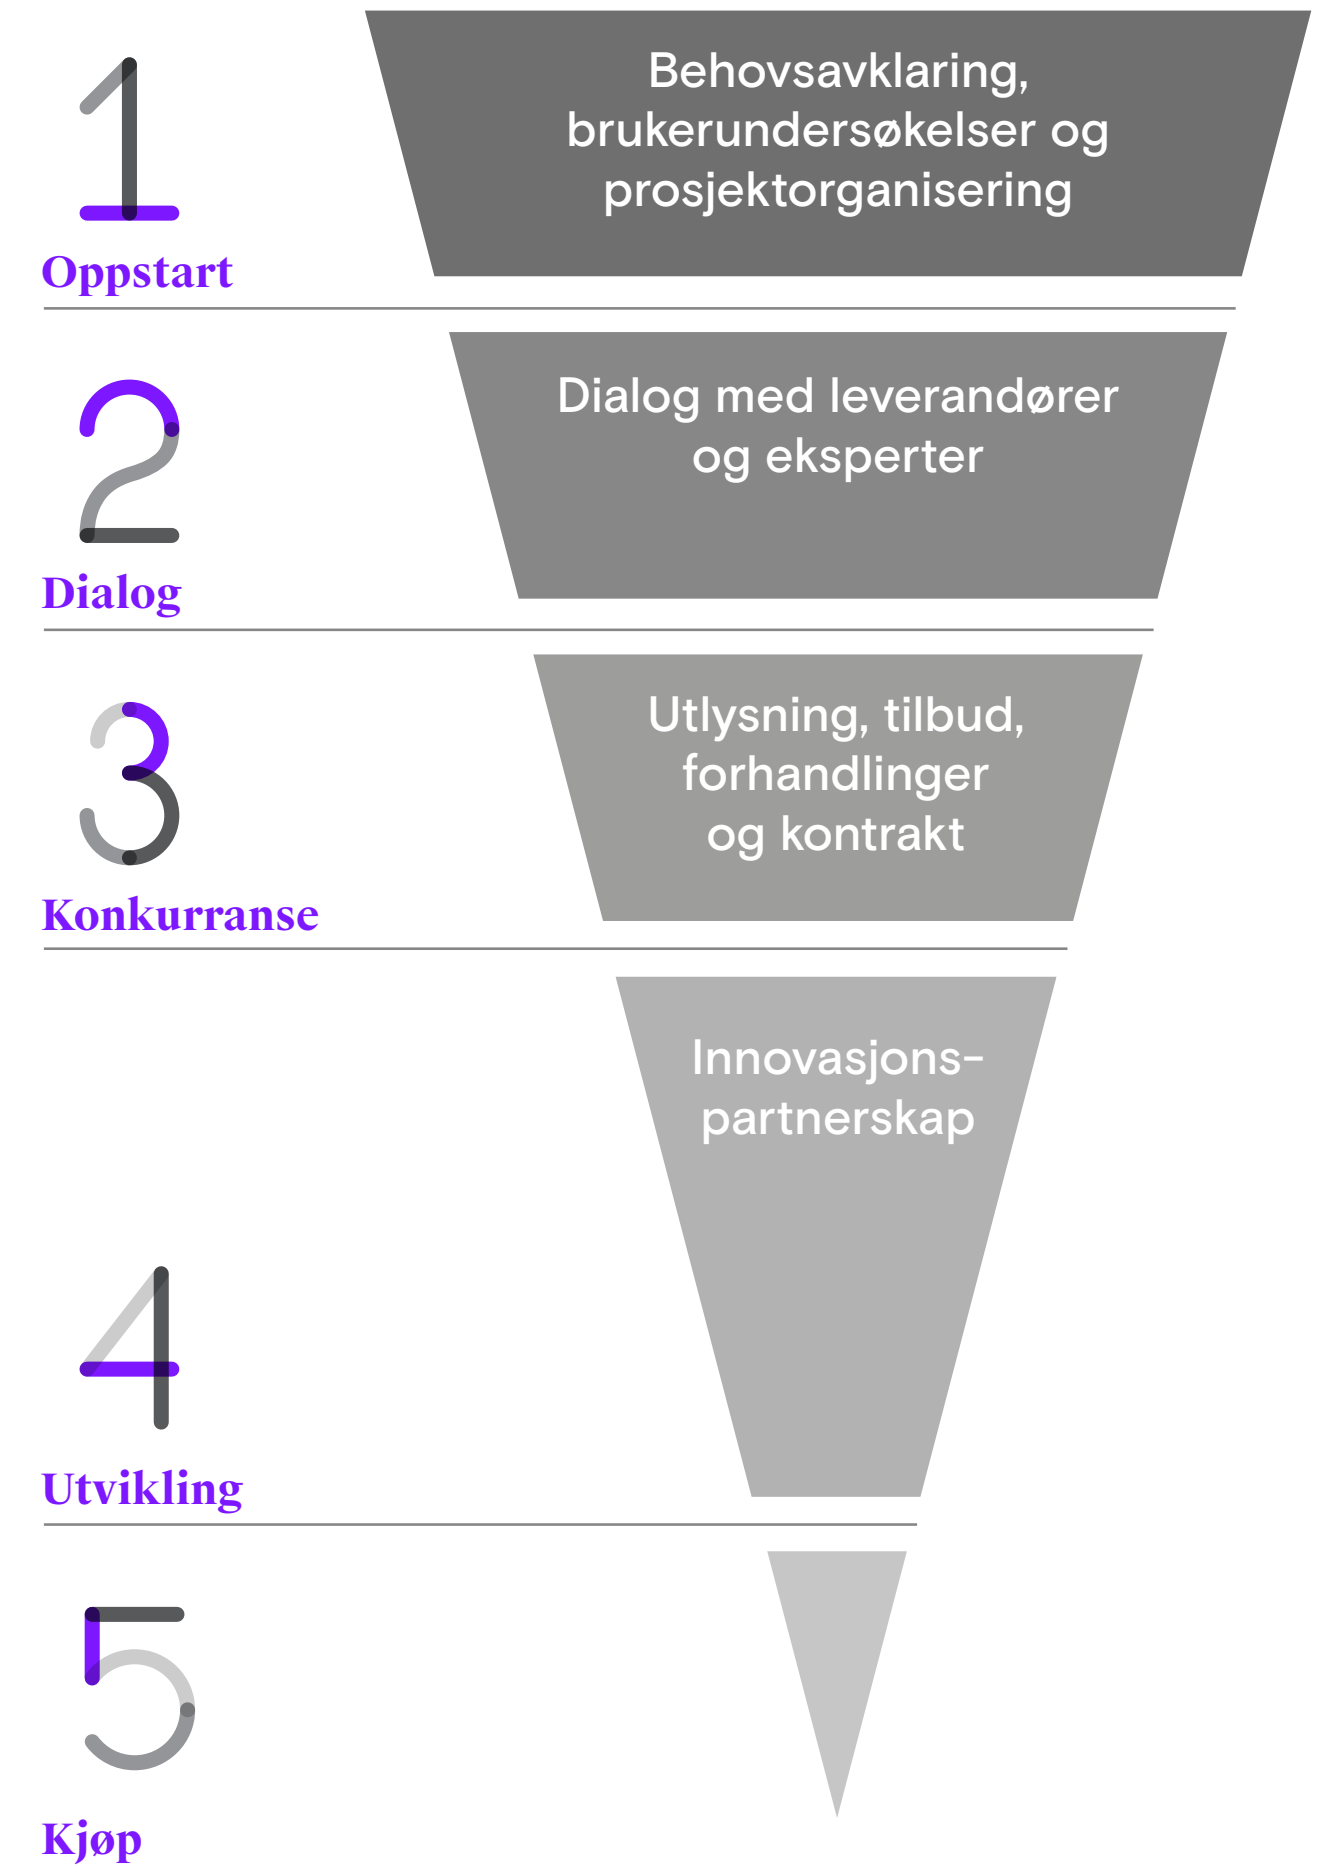 1
Oppstart
Behovsavklaring,
brukerundersøkelser og
prosjektorganisering
2
Dialog
Dialog med leverandører
og eksperter
3
Konkurranse
Utlysning, tilbud,
forhandlinger
og kontrakt
4
Utvikling
Innovasjons-
partnerskap
5
Kjøp